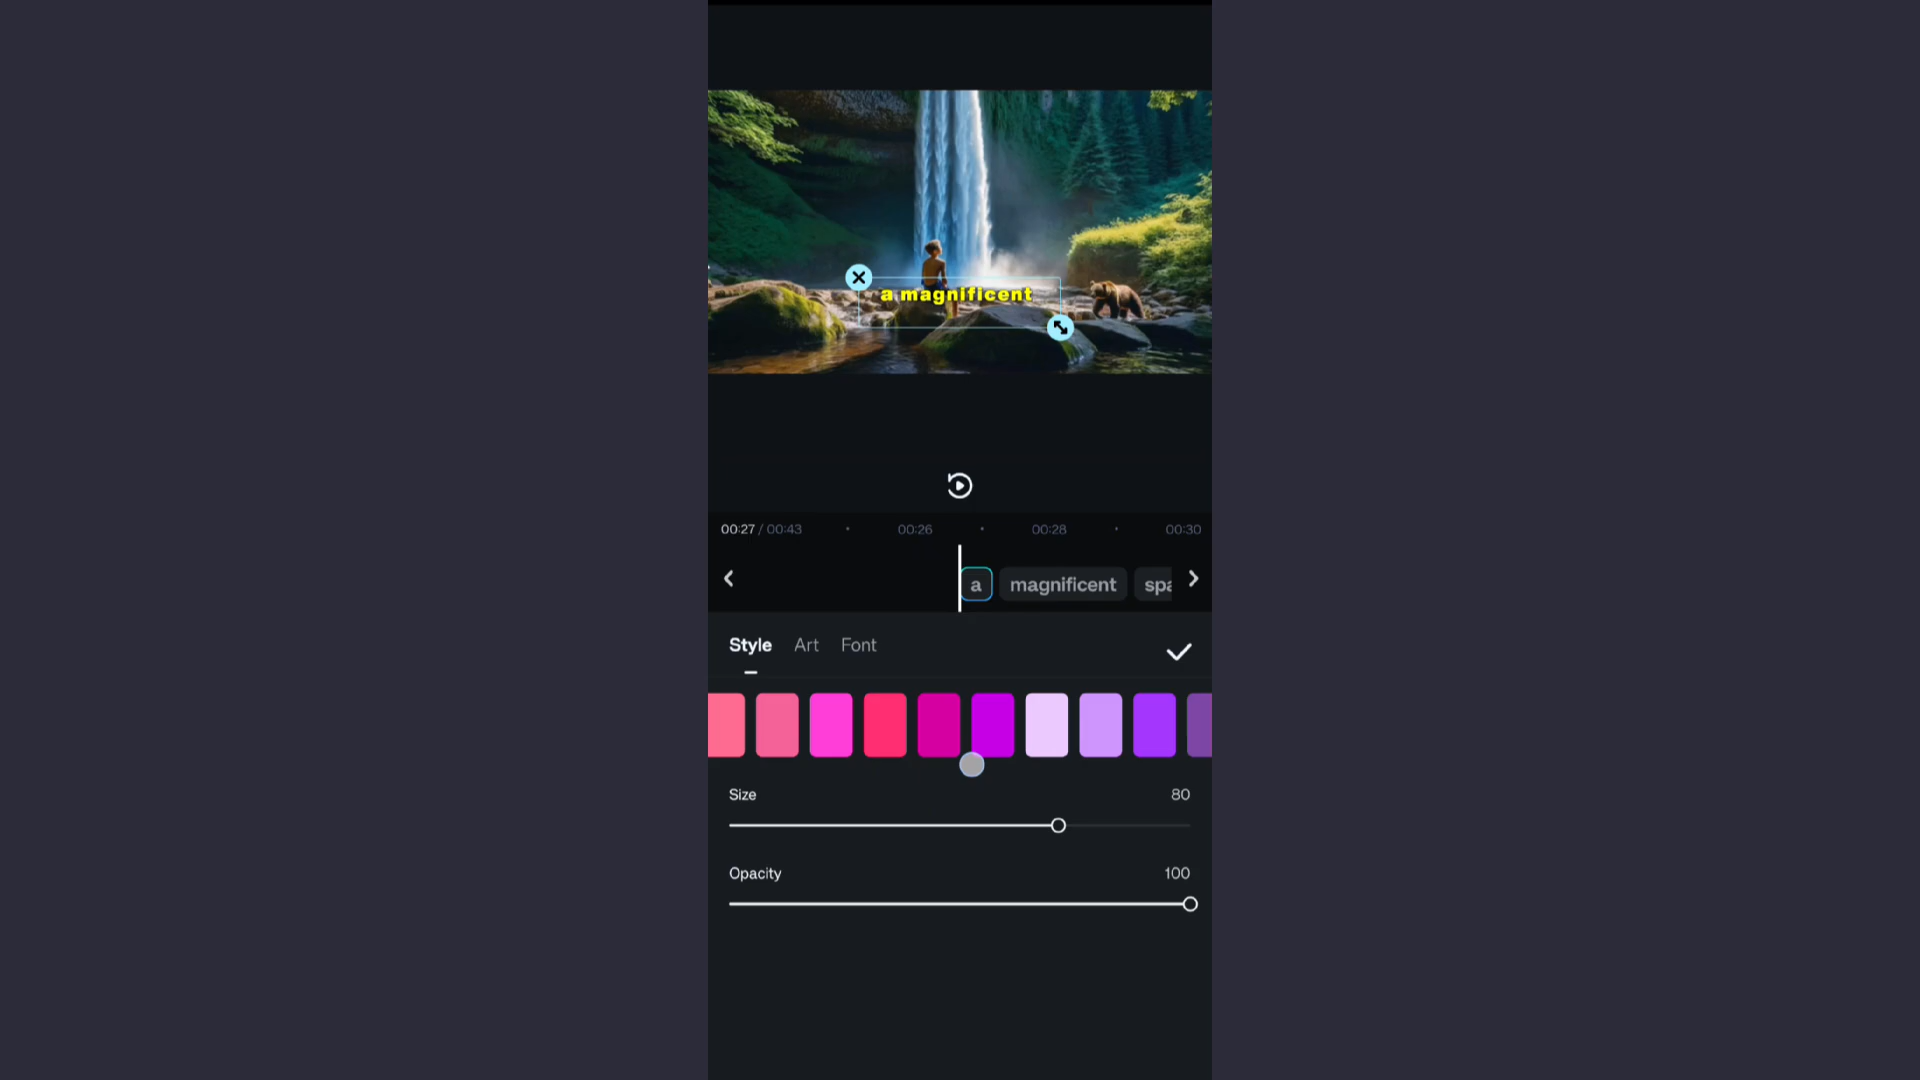 a magnificent
00:27 / 00:43
00:26
00:28
00:30
a
magnificent
spa
Style
Art
Font
Size
80
Opacity
100